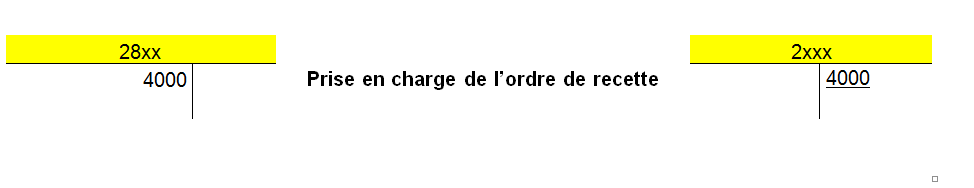 28xx
2xxx
4000
Prise en charge de l’ordre de recette
4000